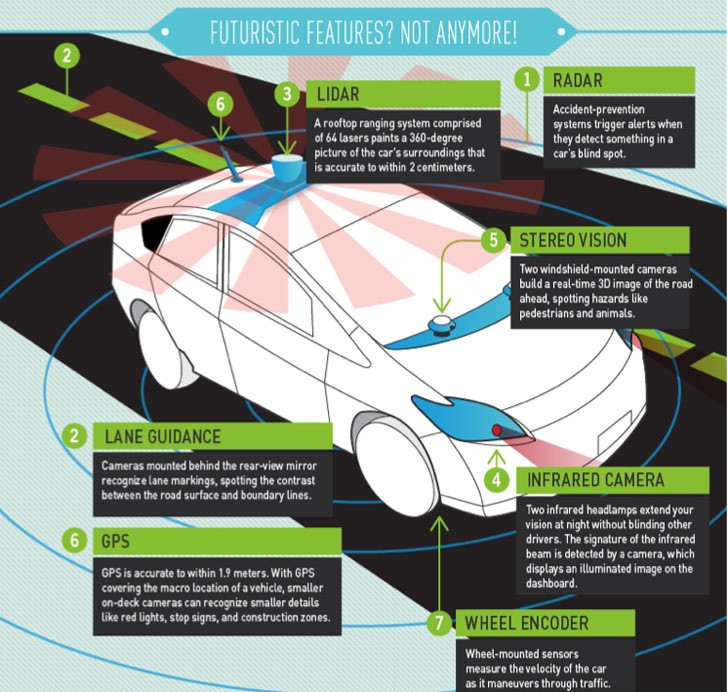 FUTURISTIC FEATURES? NOT ANYMORE!
2
6
3
LIDAR
A rooftop ranging system comprised
of 64 lasers paints a 360-degree
picture of the car's surroundings that
is accurate to within 2 centimeters.
1
RADAR
Accident-prevention
systems trigger alerts when
they detect something in a
car's blind spot.
5
STEREO VISION
Two windshield-mounted cameras
build a real-time 3D image of the road
ahead, spotting hazards like
pedestrians and animals.
2
LANE GUIDANCE
Cameras mounted behind the rear-view mirror
recognize lane markings, spotting the contrast
between the road surface and boundary lines.
4
INFRARED CAMERA
Two infrared headlamps extend your
vision at night without blinding other
drivers. The signature of the infrared
beam is detected by a camera, which
displays an illuminated image on the
dashboard.
6
GPS
GPS is accurate to within 1.9 meters. With GPS
covering the macro location of a vehicle, smaller
on-deck cameras can recognize smaller details
like red lights, stop signs, and construction zones.
7
WHEEL ENCODER
Wheel-mounted sensors
measure the velocity of the car
as it maneuvers through traffic.